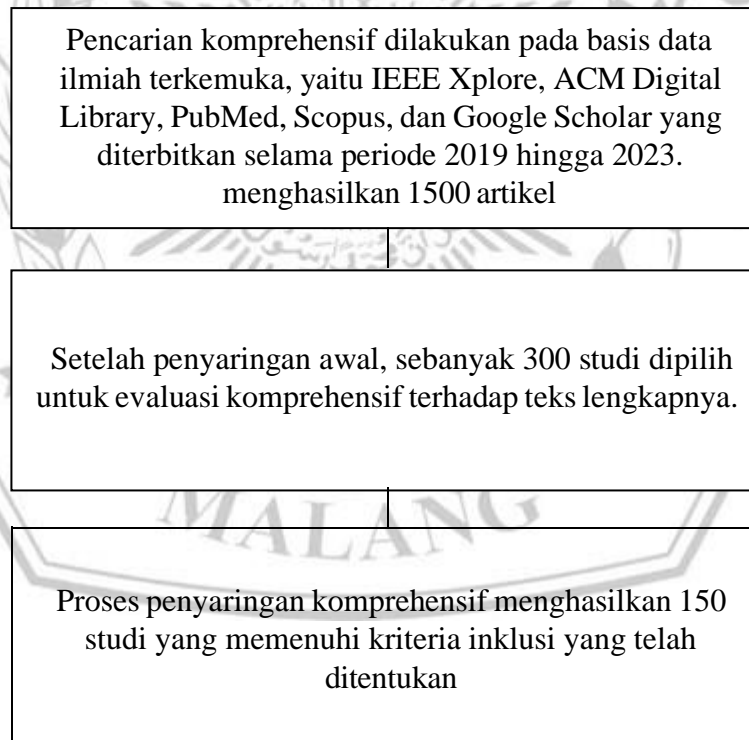 Pencarian komprehensif dilakukan pada basis data
ilmiah terkemuka, yaitu IEEE Xplore, ACM Digital
Library, PubMed, Scopus, dan Google Scholar yang
diterbitkan selama periode 2019 hingga 2023.
menghasilkan 1500 artikel
Setelah penyaringan awal, sebanyak 300 studi dipilih
untuk evaluasi komprehensif terhadap teks lengkapnya.
MALANG
Proses penyaringan komprehensif menghasilkan 150
studi yang memenuhi kriteria inklusi yang telah
ditentukan